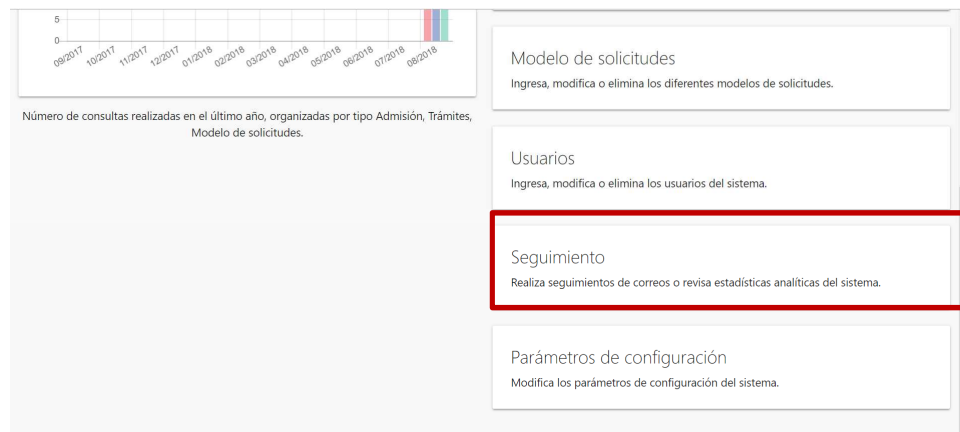 5
0
09/2017 10/2017 11/2017 12/2017 01/2018 02/2018 03/2018 04/2018 05/2018 06/2018 07/2018 08/2018
Número de consultas realizadas en el último año, organizadas por tipo Admisión, Trámites,
Modelo de solicitudes.
Modelo de solicitudes
Ingresa, modifica o elimina los diferentes modelos de solicitudes.
Usuarios
Ingresa, modifica o elimina los usuarios del sistema.
Seguimiento
Realiza seguimientos de correos o revisa estadísticas analíticas del sistema.
Parámetros de configuración
Modifica los parámetros de configuración del sistema.